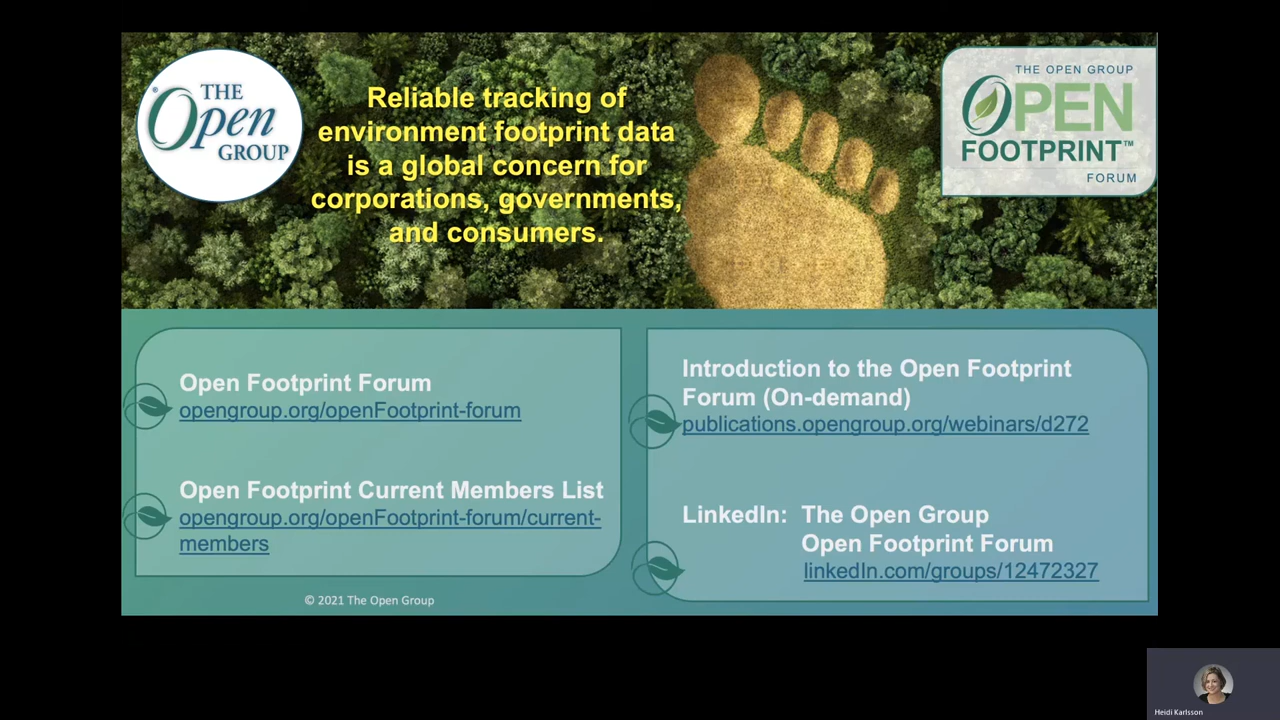 ® THE
Open
GROUP
Reliable tracking of
environment footprint data
is a global concern for
corporations, governments,
and consumers.
THE OPEN GROUP
OPEN
FOOTPRINT™
FORUM
Open Footprint Forum
opengroup.org/openFootprint-forum
Open Footprint Current Members List
opengroup.org/openFootprint-forum/current-
members
Introduction to the Open Footprint
Forum (On-demand)
publications.opengroup.org/webinars/d272
LinkedIn: The Open Group
Open Footprint Forum
linkedIn.com/groups/12472327
© 2021 The Open Group
Heidi Karlsson